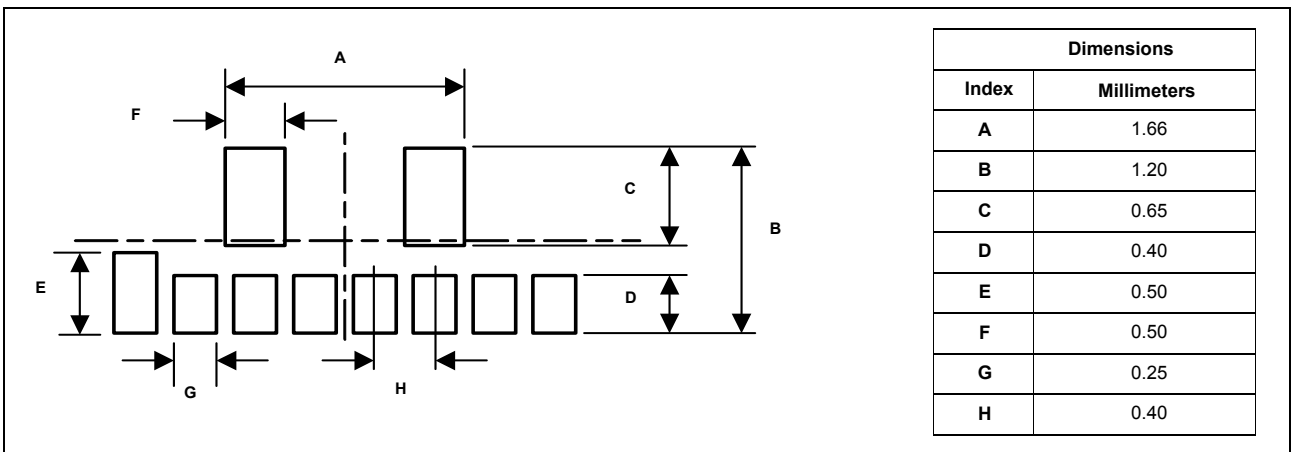 A
F
C
B
E
D
G
H
Dimensions
Index Millimeters
A 1.66
B 1.20
C 0.65
D 0.40
E 0.50
F 0.50
G 0.25
H 0.40